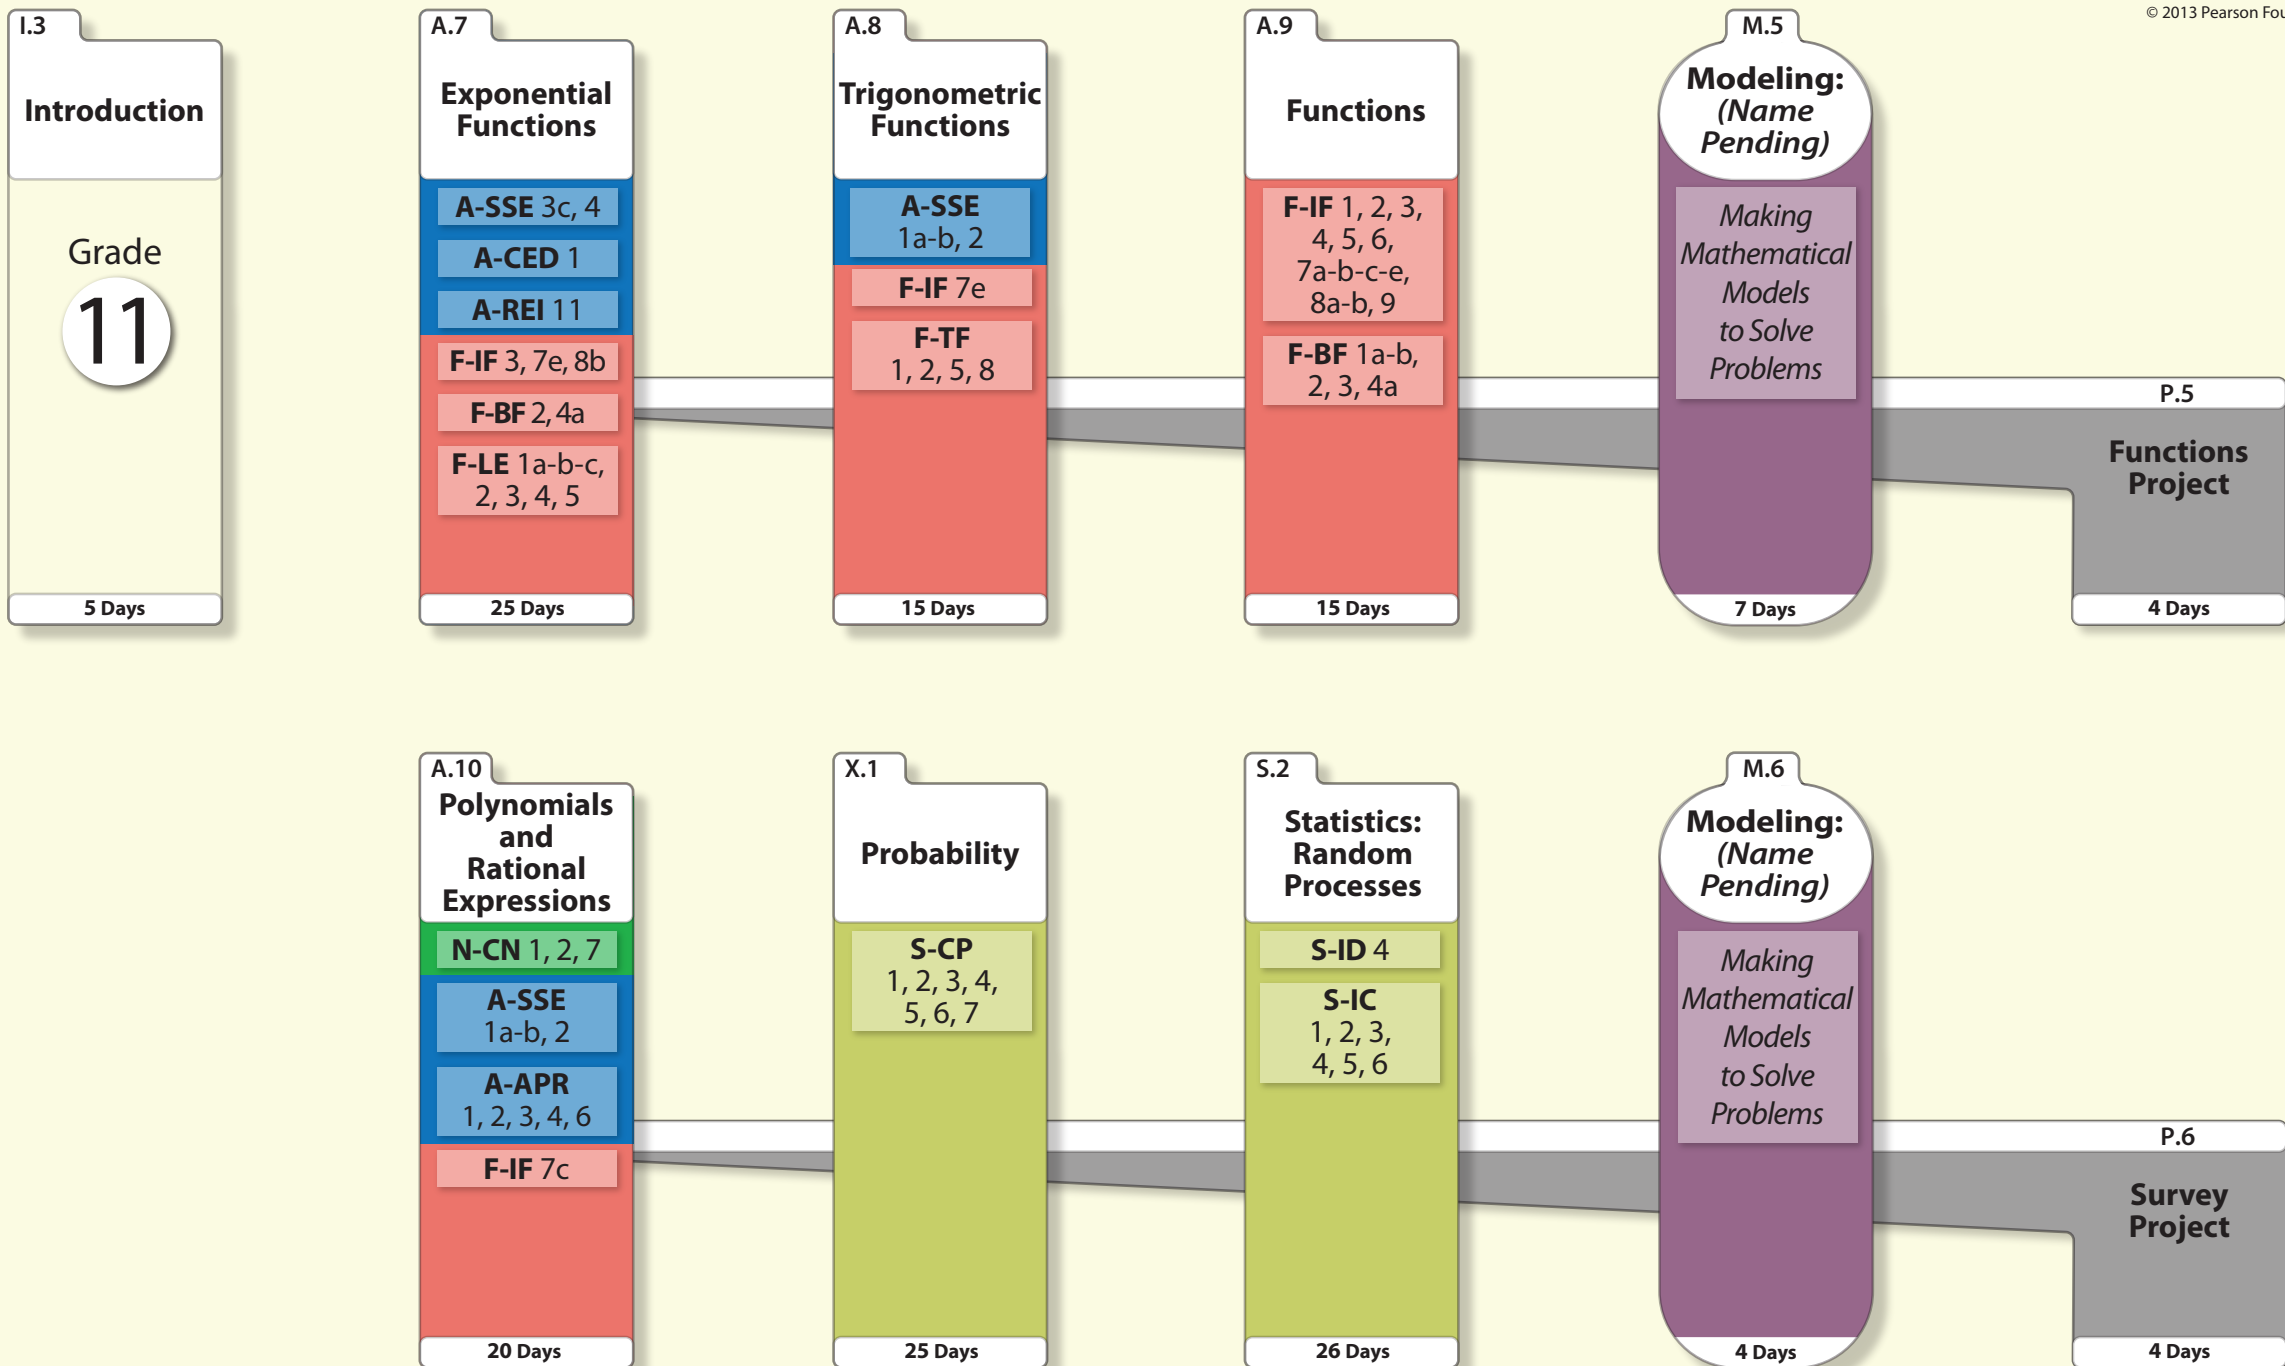 © 2013 Pearson Fou
I.3
Introduction
Grade
11
5 Days
A.7
Exponential
Functions
A-SSE 3c, 4
A-CED 1
A-REI 11
F-IF 3, 7e, 8b
F-BF 2, 4a
F-LE 1a-b-c,
2, 3, 4, 5
25 Days
A.8
Trigonometric
Functions
A-SSE
1a-b, 2
F-IF 7e
F-TF
1, 2, 5, 8
15 Days
A.9
Functions
F-IF 1, 2, 3,
4, 5, 6,
7a-b-c-e,
8a-b, 9
F-BF 1a-b,
2, 3, 4a
15 Days
M.5
Modeling:
(Name
Pending)
Making
Mathematical
Models
to Solve
Problems
7 Days
P.5
Functions
Project
4 Days
A.10
Polynomials
and
Rational
Expressions
N-CN 1, 2, 7
A-SSE
1a-b, 2
A-APR
1, 2, 3, 4, 6
F-IF 7c
20 Days
X.1
Probability
S-CP
1, 2, 3, 4,
5, 6, 7
25 Days
S.2
Statistics:
Random
Processes
S-ID 4
S-IC
1, 2, 3,
4, 5, 6
26 Days
M.6
Modeling:
(Name
Pending)
Making
Mathematical
Models
to Solve
Problems
4 Days
P.6
Survey
Project
4 Days